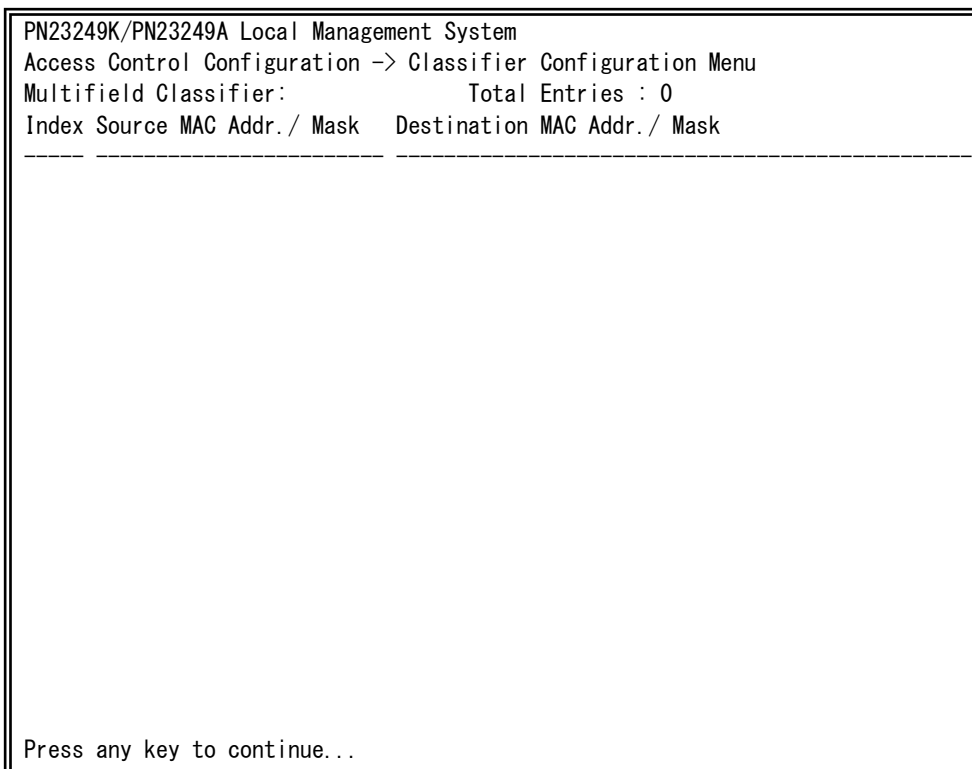 PN23249K/PN23249A Local Management System
Access Control Configuration -> Classifier Configuration Menu
Multifield Classifier:               Total Entries : 0
Index Source MAC Addr./ Mask   Destination MAC Addr./ Mask
----- ------------------------ ------------------------------------------------
Press any key to continue...